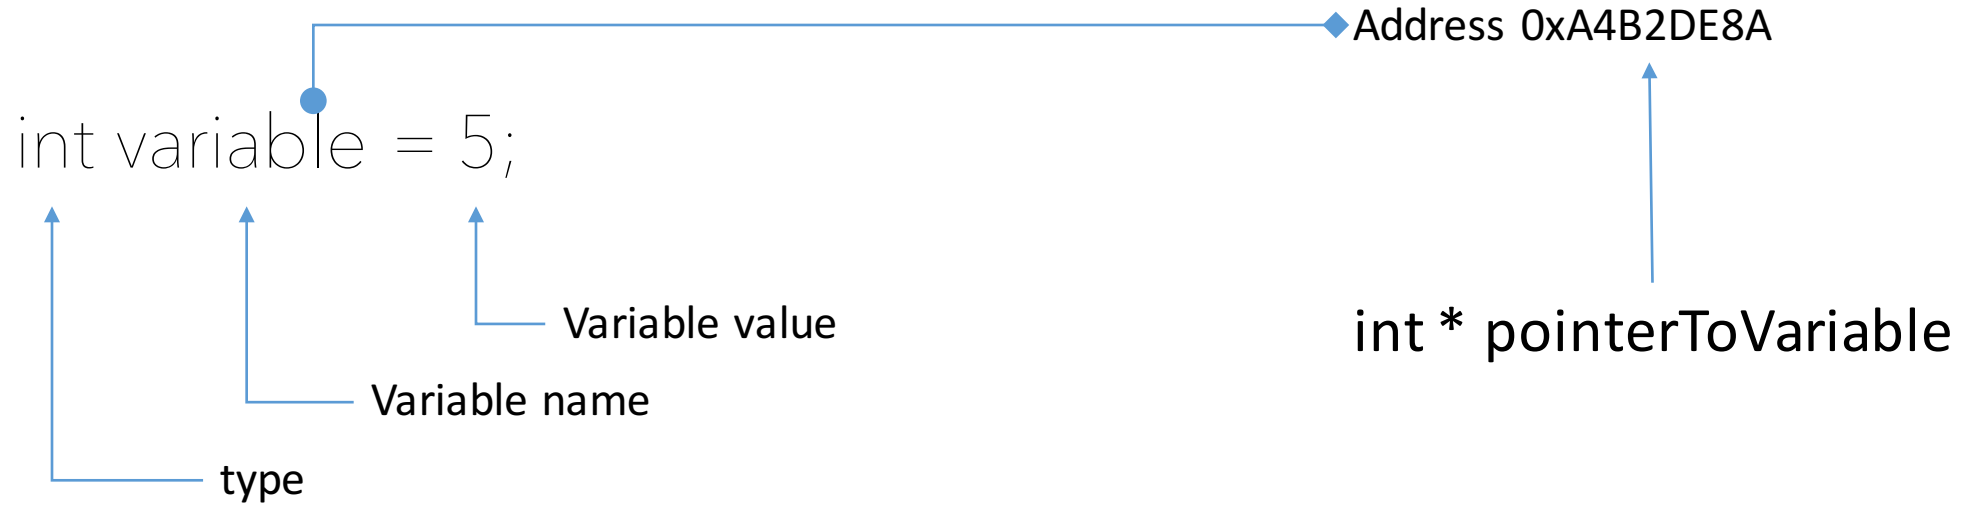 Address 0xA4B2DE8A
int variable = 5;
Variable value
int * pointerToVariable
Variable name
type